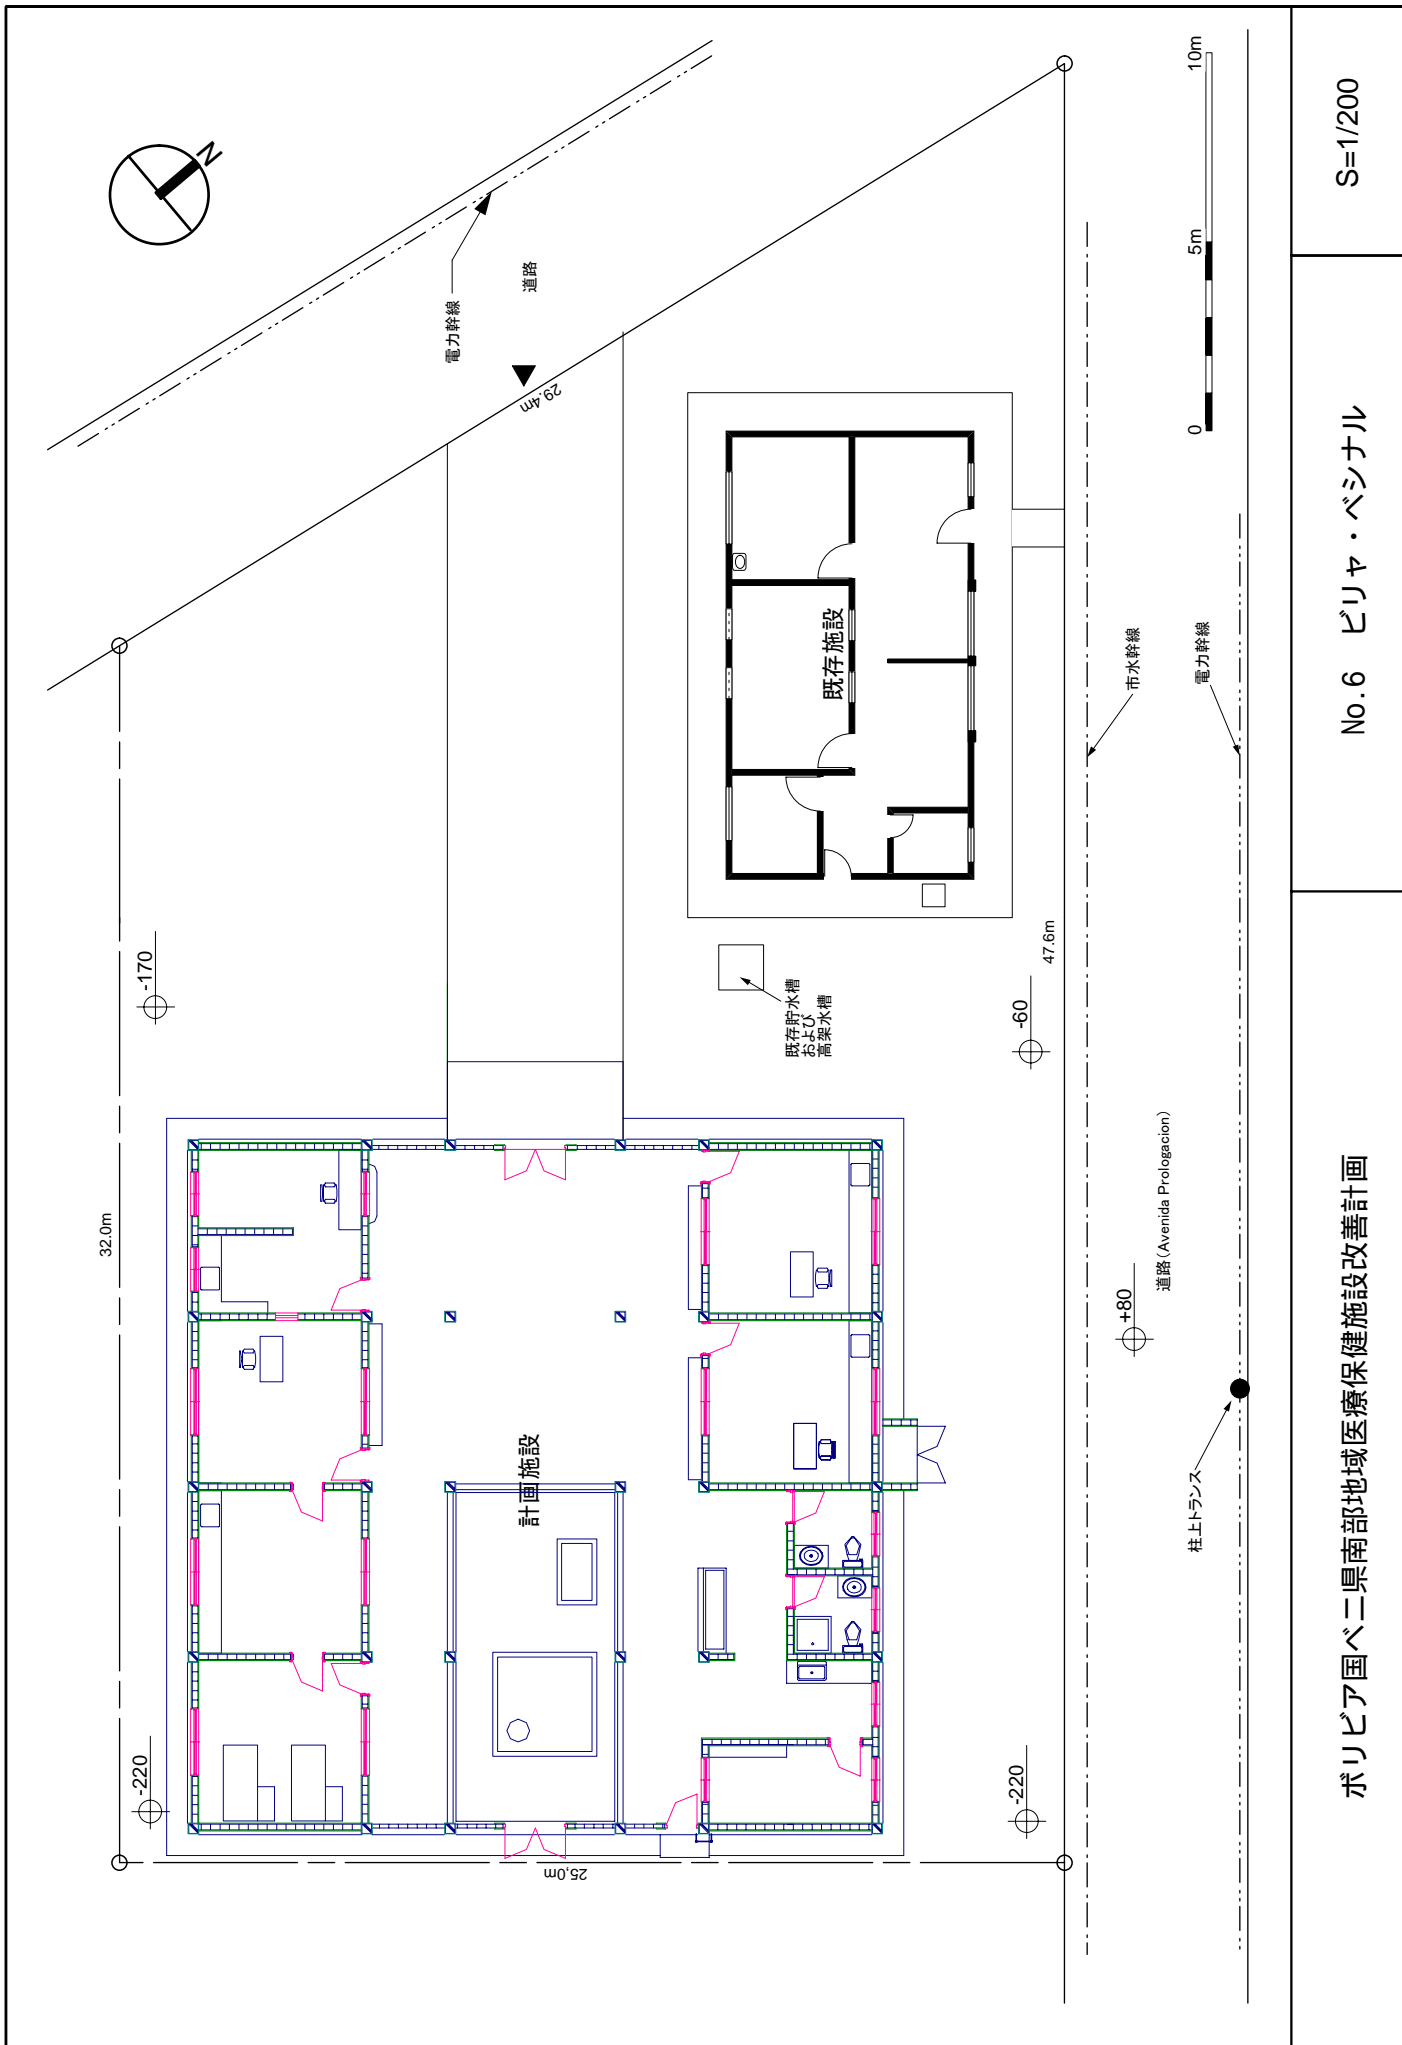 N
電力幹線
道路
29.4m
32.0m
-170
既存施設
既存貯水槽
および
高架水槽
-60
47.6m
市水幹線
電力幹線
0
5m
10m
計画施設
+80
道路(Avenida Prologacion)
柱上トランス
-220
-220
25,0m
ボリビア国ベニ県南部地域医療保健施設改善計画
No.6 ビリャ・ベシナル
S=1/200